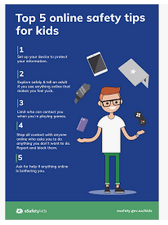 Top 5 online safety tips
for kids
1
Set up your device to protect
your information.
2
Explore safely & tell an adult
if you see anything online that
makes you feel yuck.
3
Limit who can contact you
when you're playing games.
4
Stop all contact with anyone
online who asks you to do
anything you don't want to do.
Report and block them.
5
Ask for help if anything online
is bothering you.
eSafetykids
esafety.gov.au/kids